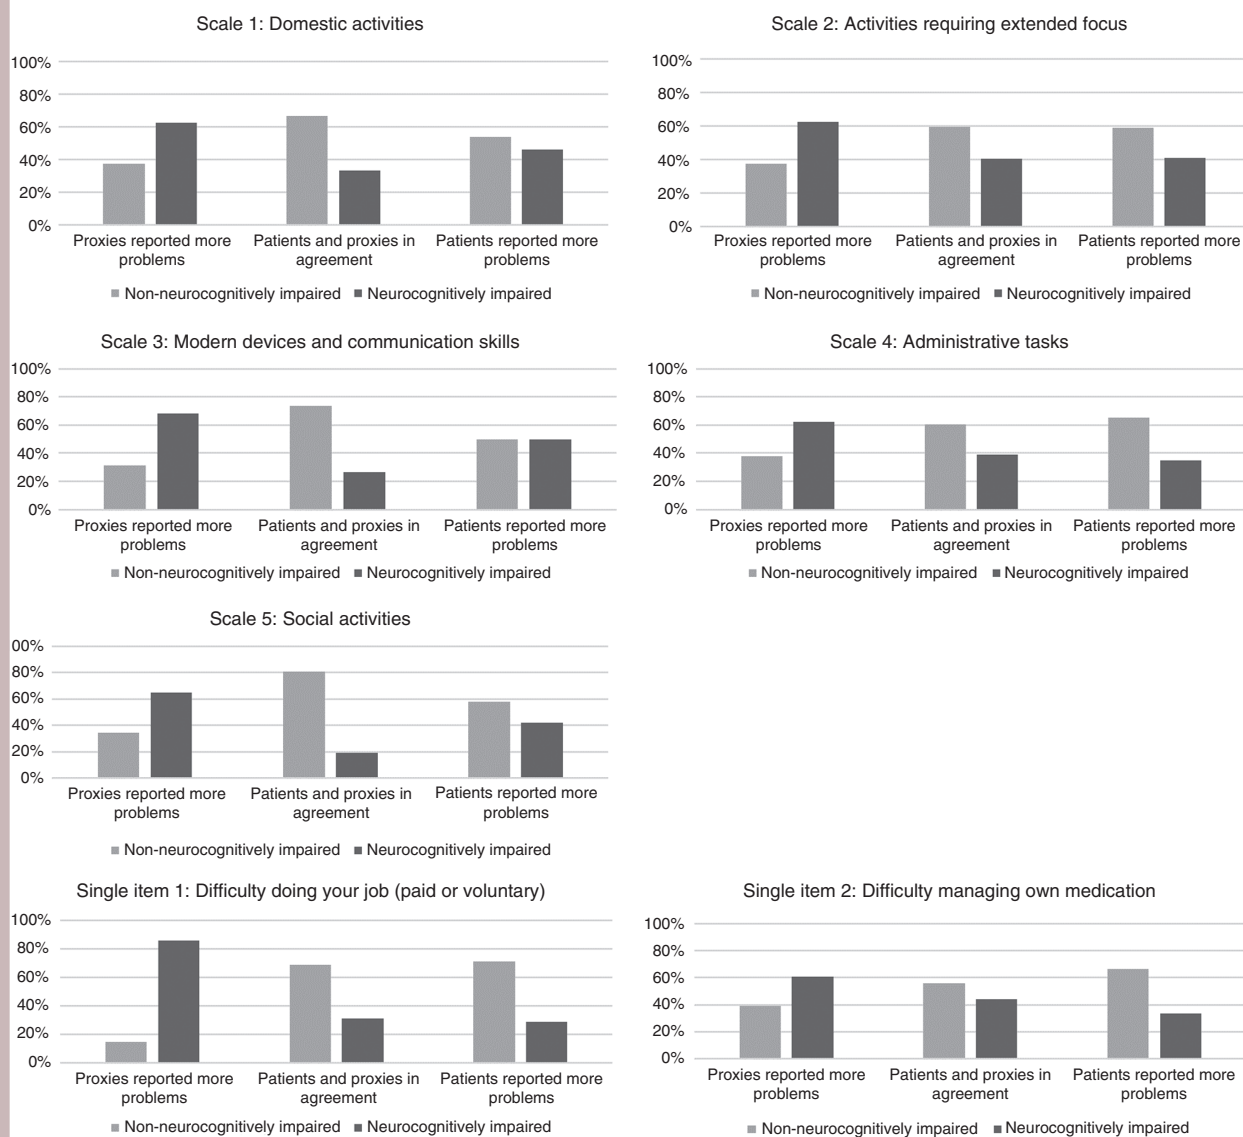 Scale 1: Domestic activities
100%
80%
60%
40%
20%
0%
Proxies reported more
problems
Patients and proxies in
agreement
Patients reported more
problems
Non-neurocognitively impaired
Neurocognitively impaired
Scale 2: Activities requiring extended focus
100%
80%
60%
40%
20%
0%
Proxies reported more
problems
Patients and proxies in
agreement
Patients reported more
problems
Non-neurocognitively impaired
Neurocognitively impaired
Scale 3: Modern devices and communication skills
100%
80%
60%
40%
20%
0%
Proxies reported more
problems
Patients and proxies in
agreement
Patients reported more
problems
Non-neurocognitively impaired
Neurocognitively impaired
Scale 4: Administrative tasks
100%
80%
60%
40%
20%
0%
Proxies reported more
problems
Patients and proxies in
agreement
Patients reported more
problems
Non-neurocognitively impaired
Neurocognitively impaired
Scale 5: Social activities
00%
80%
60%
40%
20%
0%
Proxies reported more
problems
Patients and proxies in
agreement
Patients reported more
problems
Non-neurocognitively impaired
Neurocognitively impaired
Single item 1: Difficulty doing your job (paid or voluntary)
100%
80%
60%
40%
20%
0%
Proxies reported more
problems
Patients and proxies in
agreement
Patients reported more
problems
Non-neurocognitively impaired
Neurocognitively impaired
Single item 2: Difficulty managing own medication
100%
80%
60%
40%
20%
0%
Proxies reported more
problems
Patients and proxies in
agreement
Patients reported more
problems
Non-neurocognitively impaired
Neurocognitively impaired